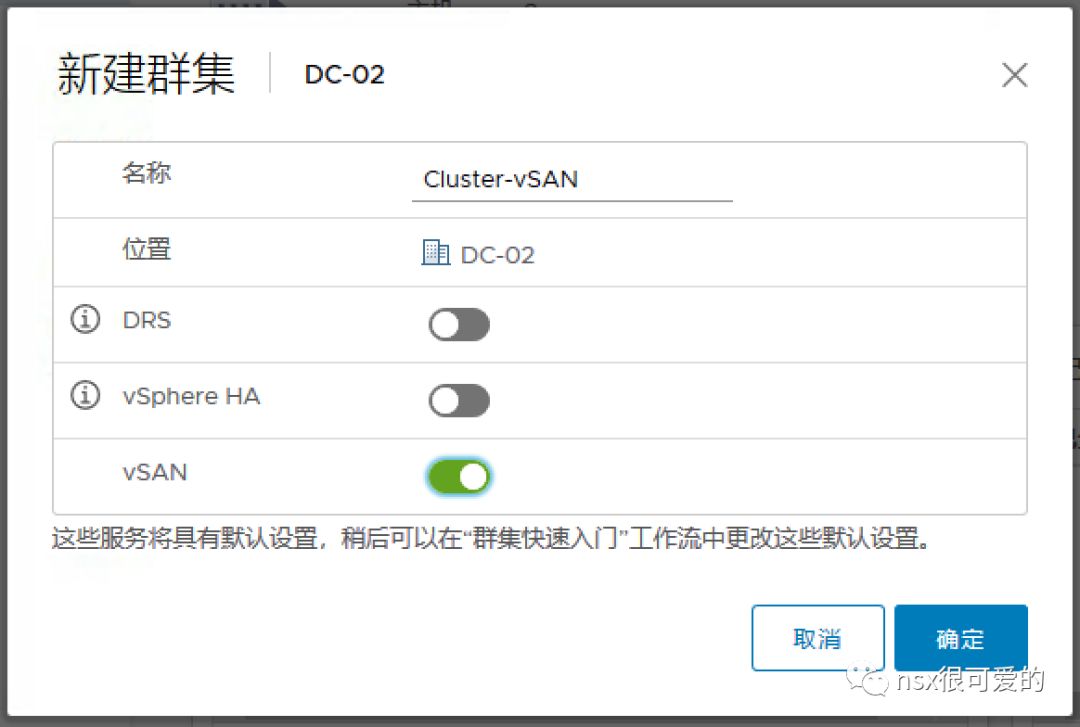 新建群集 DC-02
名称 Cluster-vSAN
位置 DC-02
DRS
vSphere HA
vSAN
这些服务将具有默认设置，稍后可以在“群集快速入门”工作流中更改这些默认设置。
取消 确定
nsx很可爱的